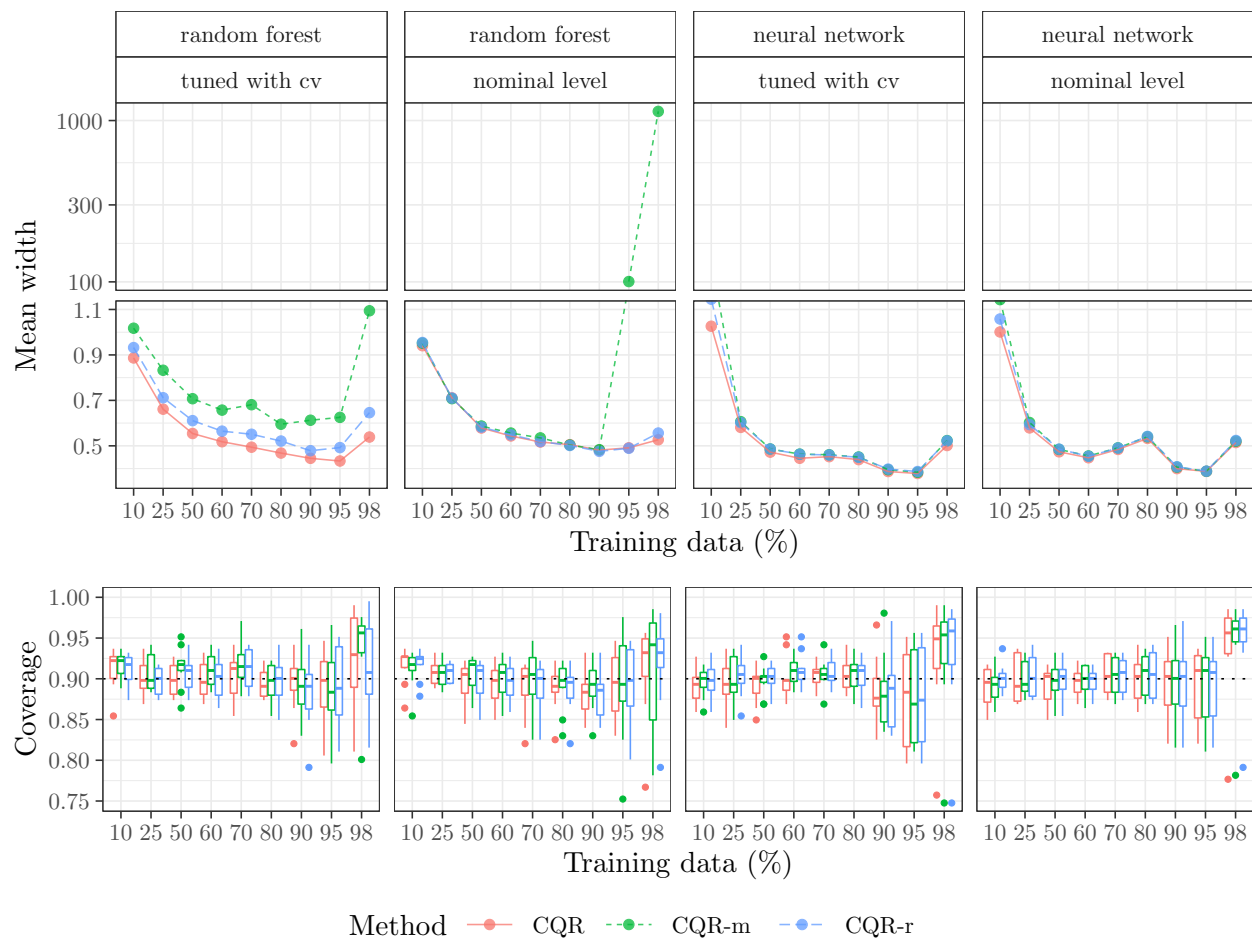 random forest random forest neural network neural network
tuned with cv nominal level tuned with cv nominal level
1000
300
100
Mean width
1.1
0.9
0.7
0.5
10 25 50 60 70 80 90 95 98 10 25 50 60 70 80 90 95 98 10 25 50 60 70 80 90 95 98 10 25 50 60 70 80 90 95 98
Training data (%)
1.00
0.95
0.90
0.85
0.80
0.75
Coverage
10 25 50 60 70 80 90 95 98 10 25 50 60 70 80 90 95 98 10 25 50 60 70 80 90 95 98 10 25 50 60 70 80 90 95 98
Training data (%)
Method CQR CQR-m CQR-r